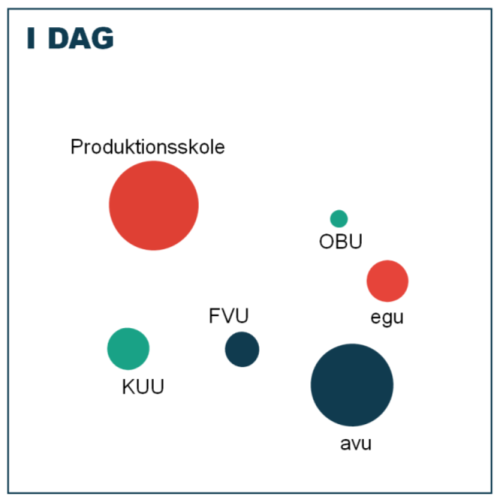 I DAG
Produktionsskole
OBU
egu
FVU
KUU
avu